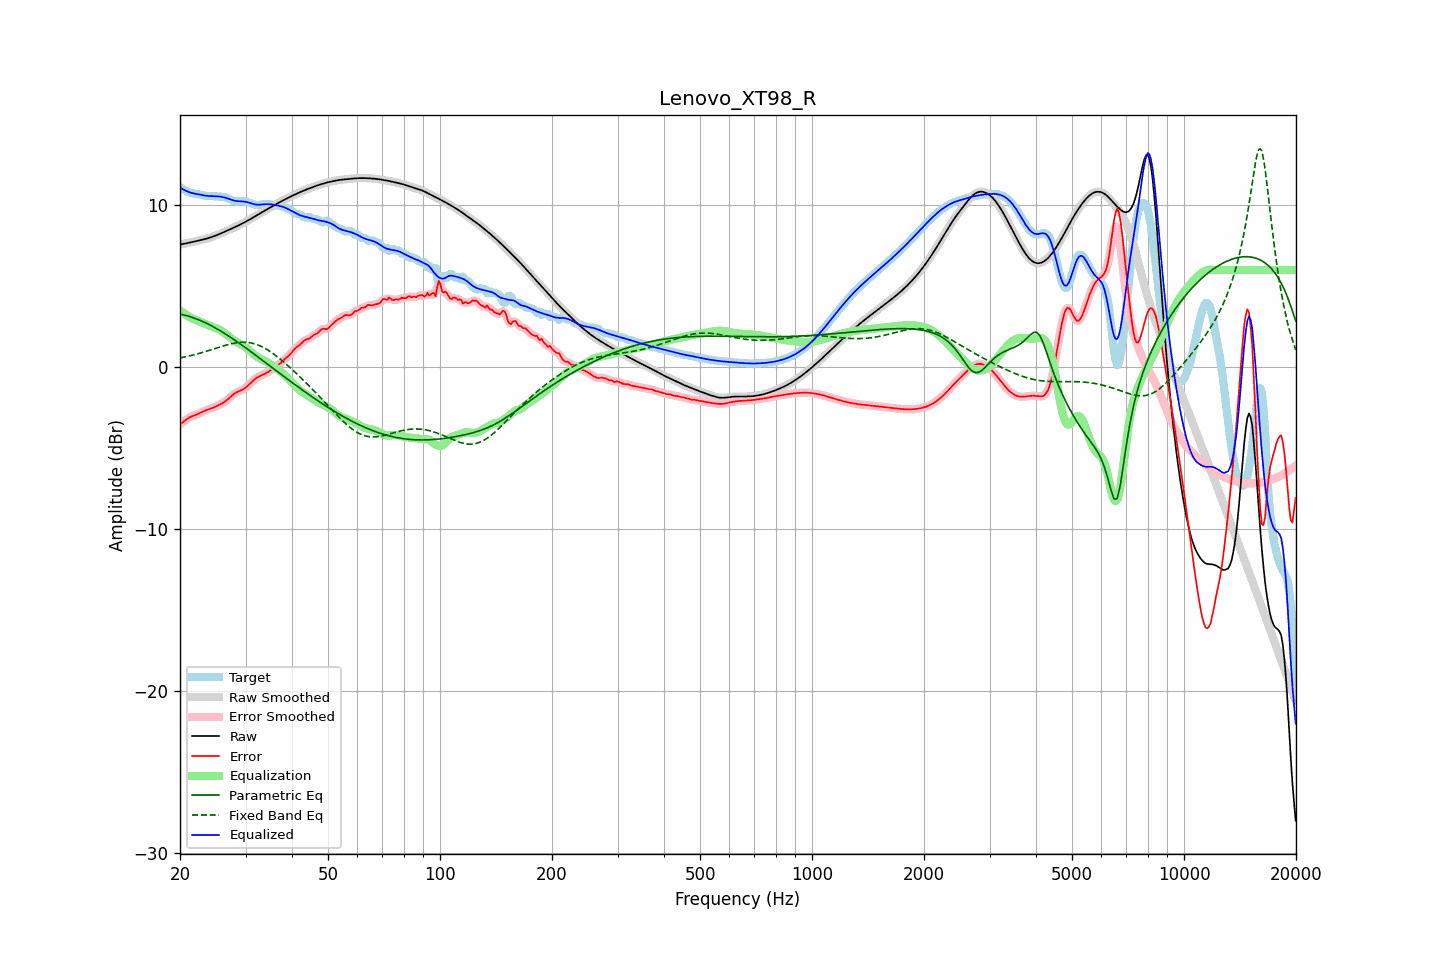 Lenovo_XT98_R
Amplitude (dBr)
10
0
−10
−20
−30
Target
Raw Smoothed
Error Smoothed
Raw
Error
Equalization
Parametric Eq
Fixed Band Eq
Equalized
20 50 100 200 500 1000 2000 5000 10000 20000
Frequency (Hz)